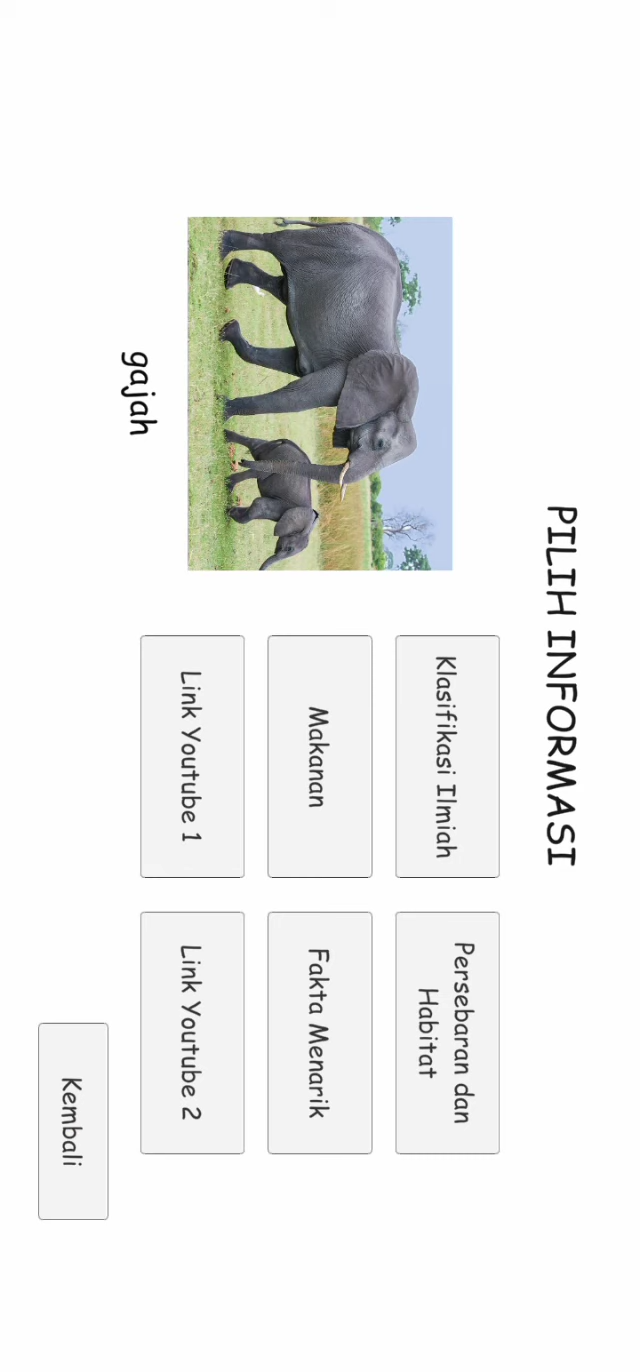 PILIH INFORMASI
gajah
Klasifikasi Ilmiah
Persebaran dan
Habitat
Makanan
Fakta Menarik
Link Youtube 1
Link Youtube 2
Kembali